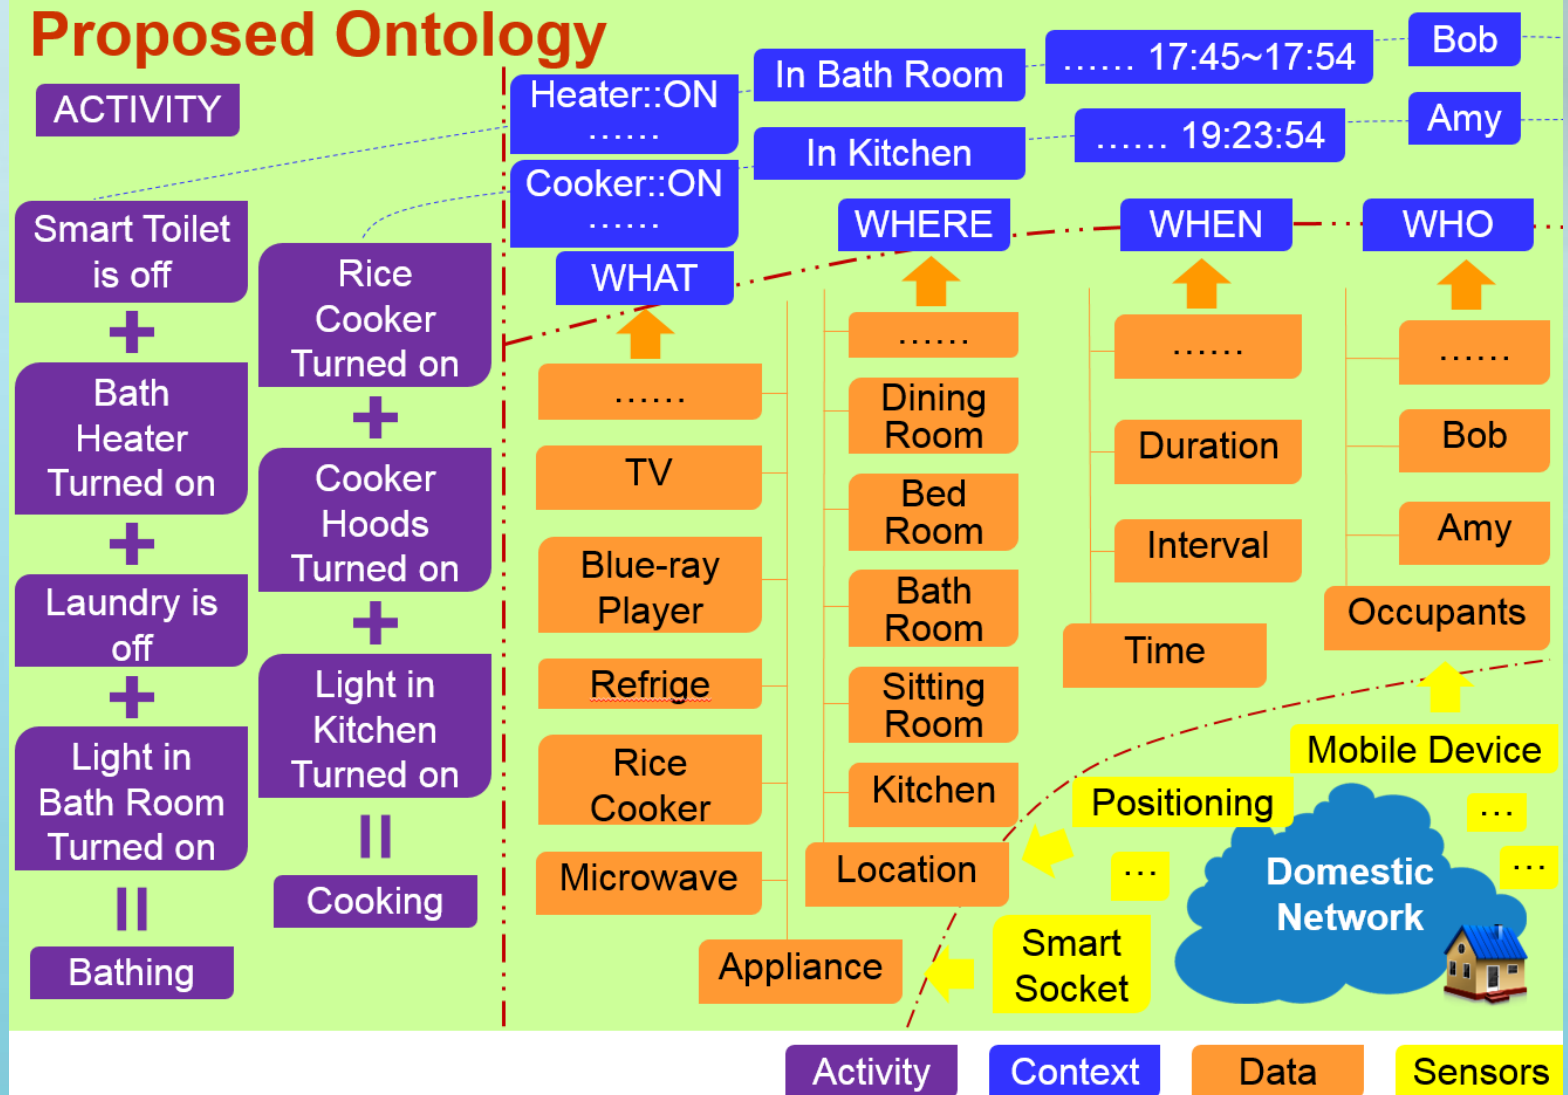 Proposed Ontology
ACTIVITY
Smart Toilet
is off
+
Bath
Heater
Turned on
+
Laundry is
off
+
Light in
Bath Room
Turned on
=
Bathing
Rice
Cooker
Turned on
+
Cooker
Hoods
Turned on
+
Light in
Kitchen
Turned on
=
Cooking
Heater::ON
......
In Bath Room
...... 17:45~17:54
Bob
Cooker::ON
......
In Kitchen
...... 19:23:54
Amy
WHAT
WHERE
WHEN
WHO
......
TV
Blue-ray
Player
Refrige
Rice
Cooker
Microwave
Appliance
......
Dining
Room
Bed
Room
Bath
Room
Sitting
Room
Kitchen
Location
......
Duration
Interval
Time
......
Bob
Amy
Occupants
Mobile Device
Positioning
...
...
...
Smart
Socket
Domestic
Network
Activity
Context
Data
Sensors